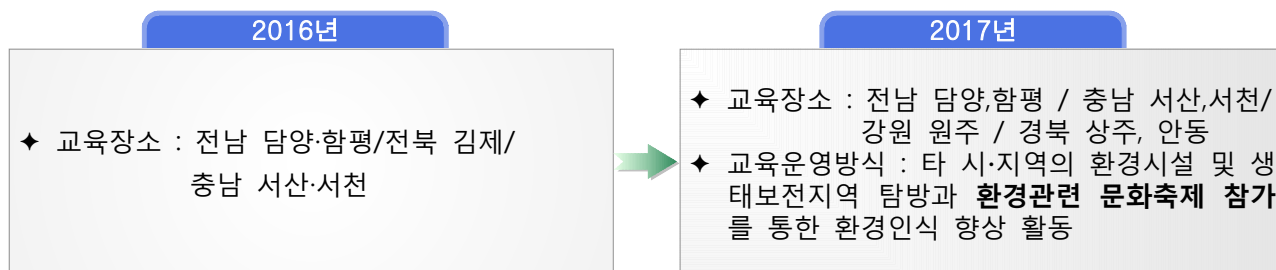 2016년
✦ 교육장소 : 전남 담양·함평/전북 김제/
충남 서산·서천
2017년
✦ 교육장소 : 전남 담양,함평 / 충남 서산,서천/
강원 원주 / 경북 상주, 안동
✦ 교육운영방식 : 타 시·지역의 환경시설 및 생
태보전지역 탐방과 환경관련 문화축제 참가
를 통한 환경인식 향상 활동